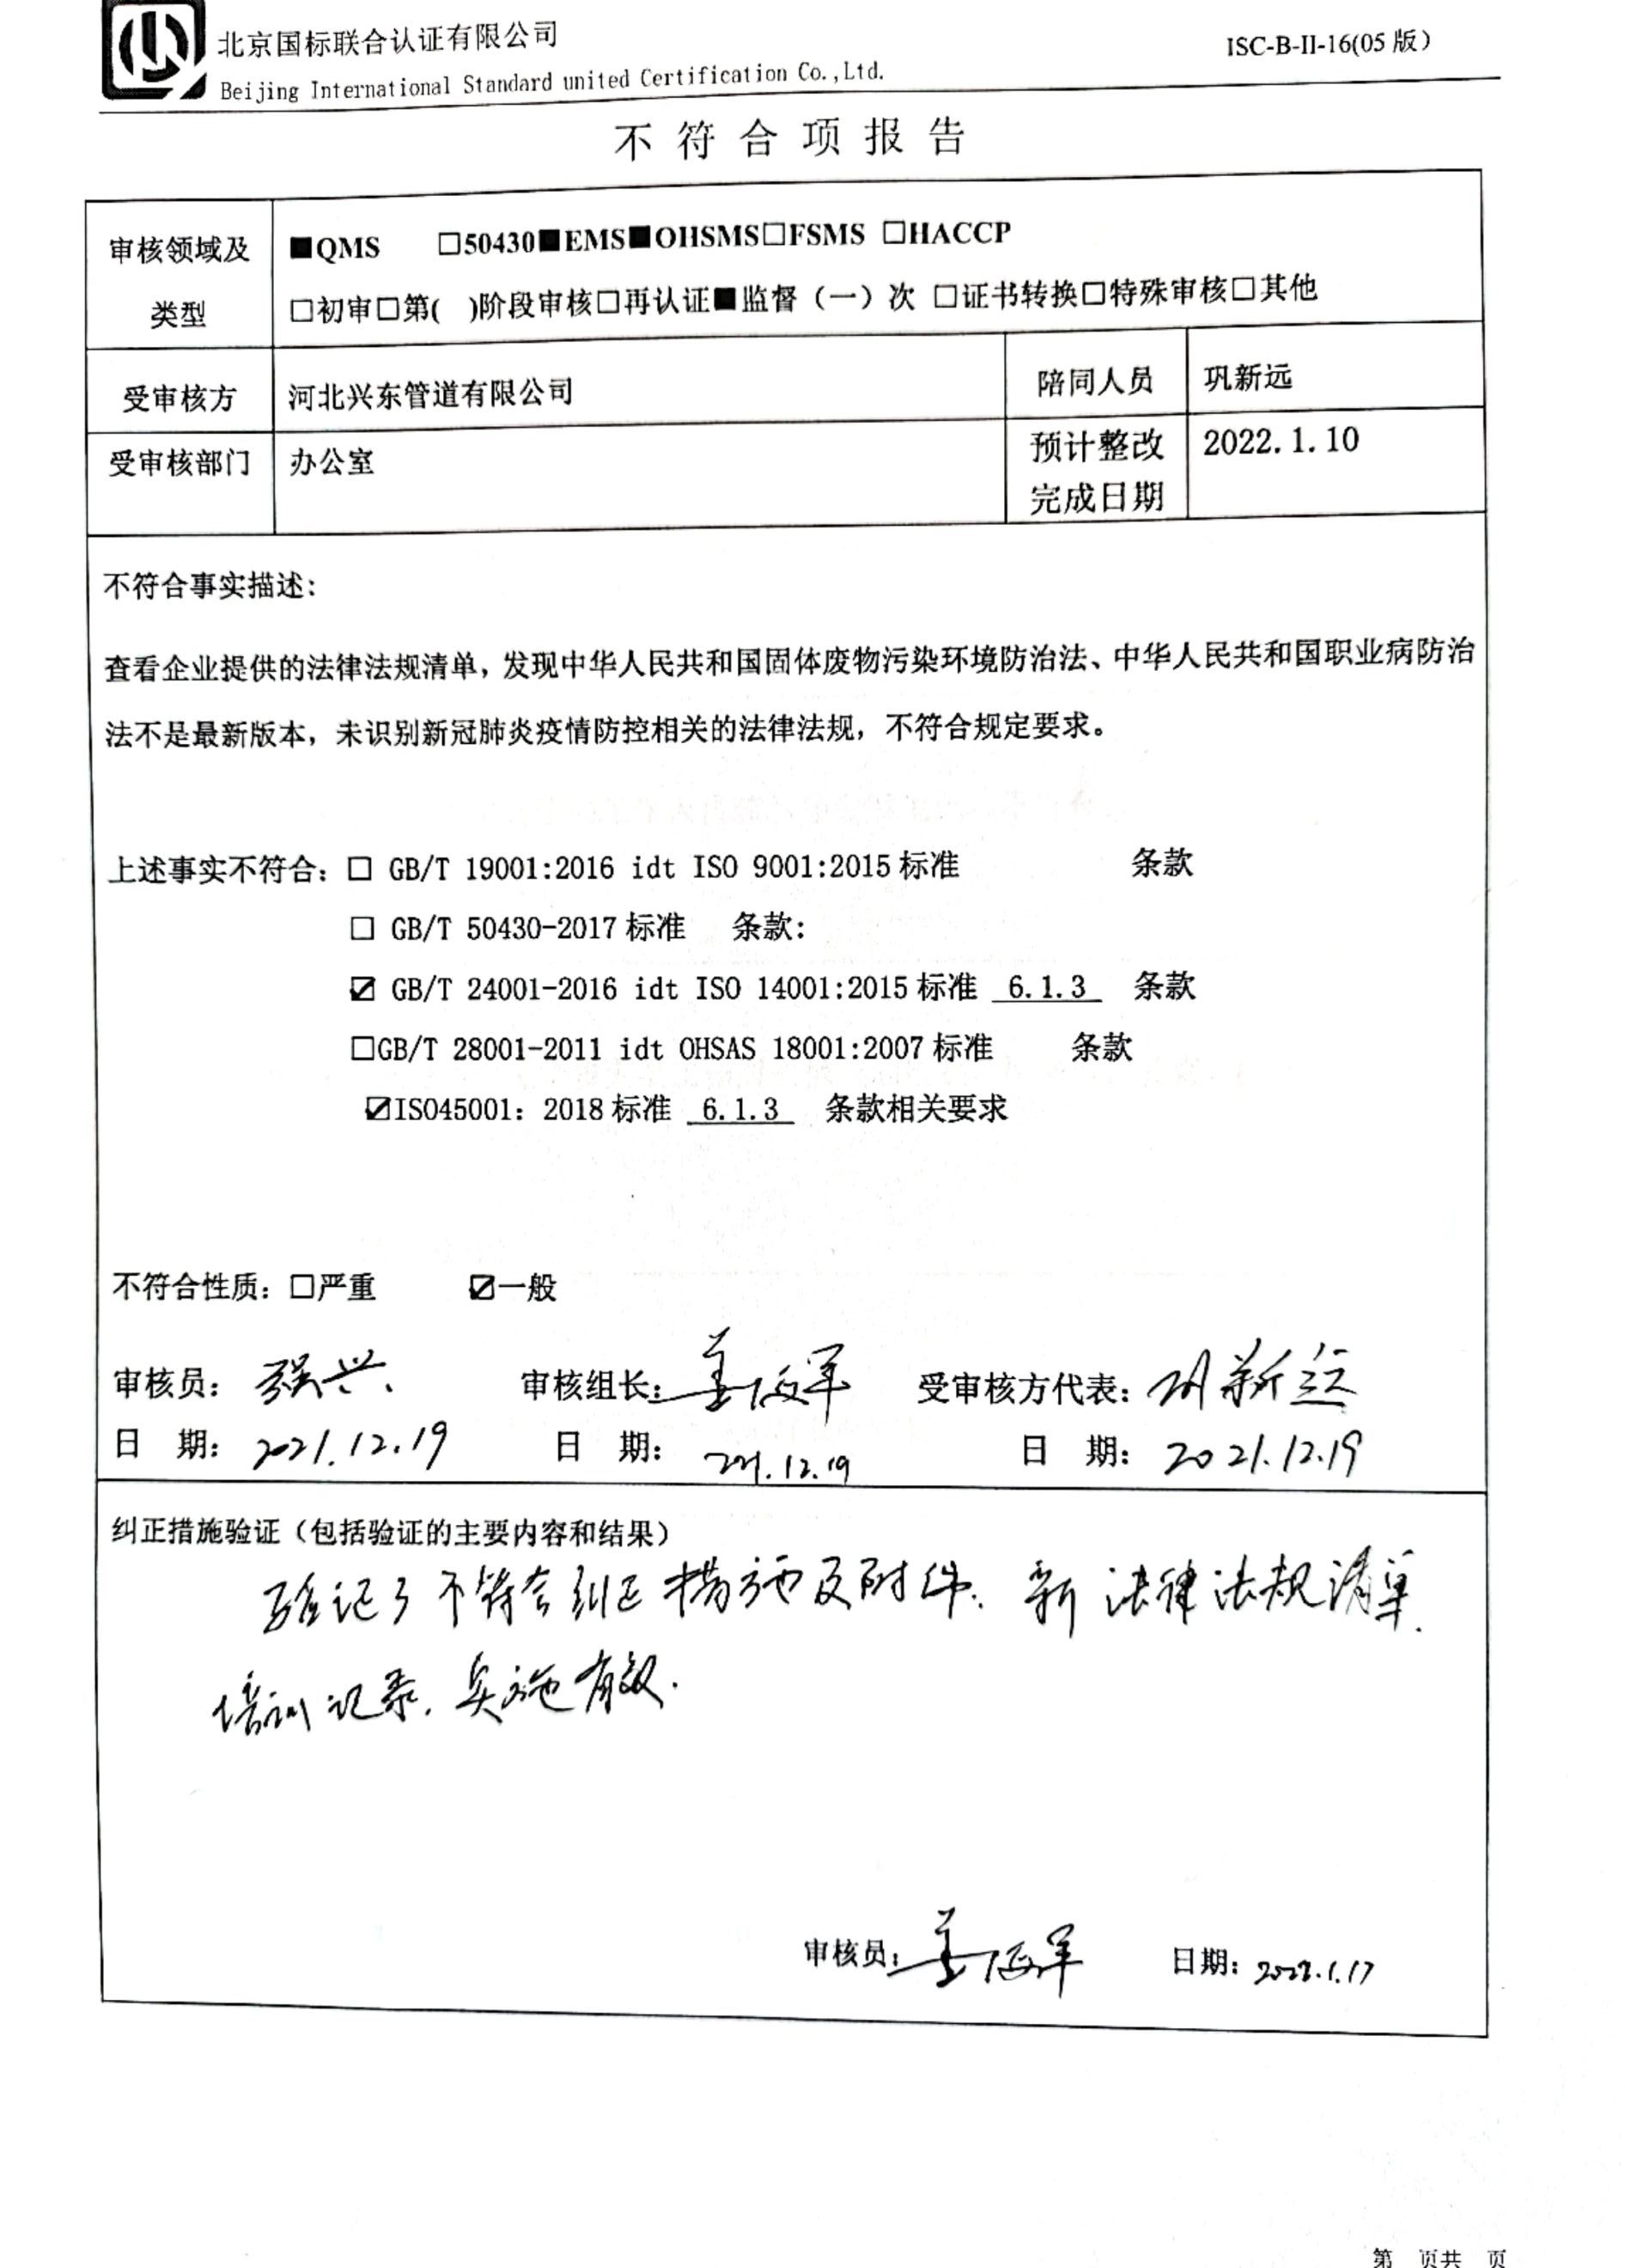 北京国标联合认证有限公司
ISC-B-II-16(05 版)
Beijing International Standard united Certification Co.,Ltd.
不符合项报告
审核领域及类型
■QMS □50430■EMS■OHSMS□FSMS □HACCP
□初审□第( )阶段审核□再认证■监督（一）次 □证书转换□特殊审核□其他
受审核方 河北兴东管道有限公司 陪同人员 巩新远
受审核部门 办公室 预计整改完成日期 2022.1.10
不符合事实描述：
查看企业提供的法律法规清单，发现中华人民共和国固体废物污染环境防治法、中华人民共和国职业病防治
法不是最新版本，未识别新冠肺炎疫情防控相关的法律法规，不符合规定要求。
上述事实不符合：□ GB/T 19001:2016 idt ISO 9001:2015 标准 条款
□ GB/T 50430-2017 标准 条款：
☑ GB/T 24001-2016 idt ISO 14001:2015 标准 6.1.3 条款
□GB/T 28001-2011 idt OHSAS 18001:2007 标准 条款
☑ISO45001：2018 标准 6.1.3 条款相关要求
不符合性质：□严重 ☑一般
审核员： 审核组长：姜海军 受审核方代表：巩新远
日 期：2021.12.19 日 期：2021.12.19 日 期：2021.12.19
纠正措施验证（包括验证的主要内容和结果）
验证了不符合纠正措施及附件、新法律法规清单.
培训记录，实施有效.
审核员：姜海军 日期：2022.1.17
第 页共 页